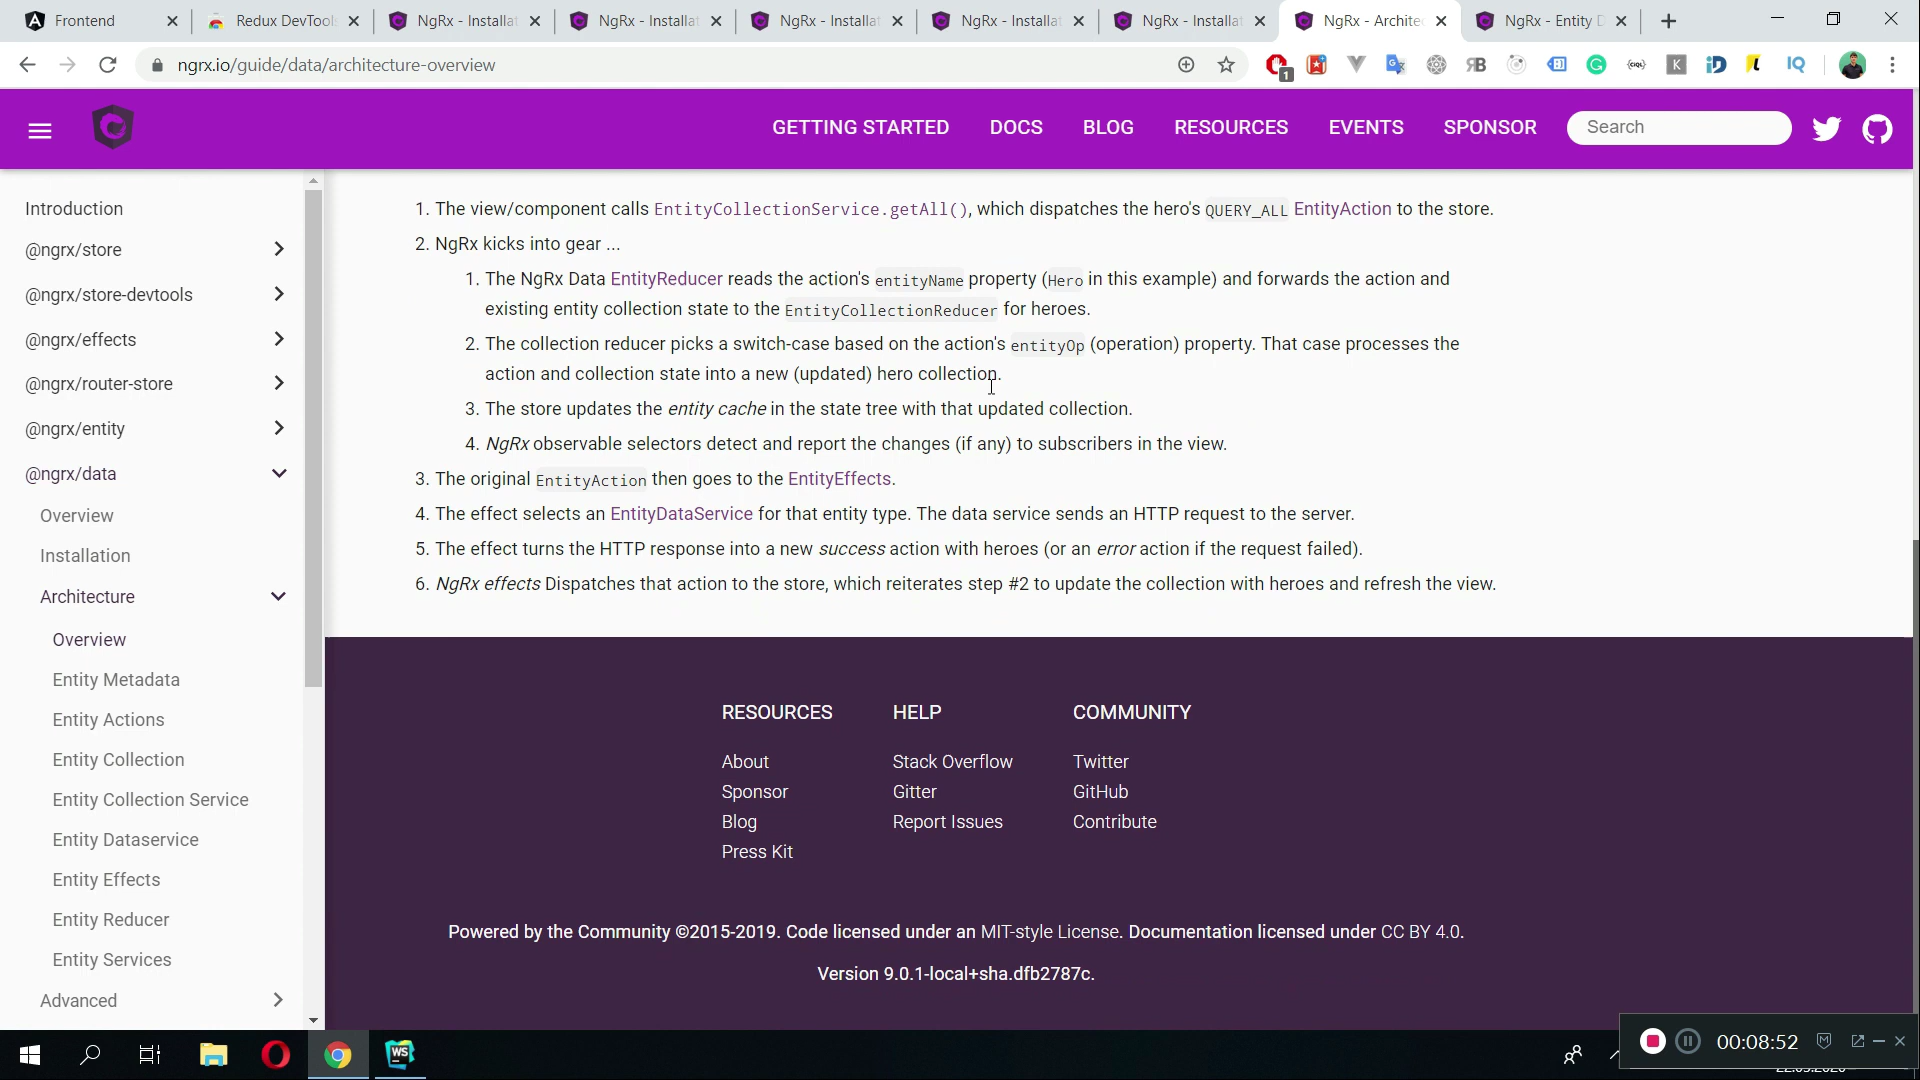 Frontend
Redux DevTools
NgRx - Installat
NgRx - Installat
NgRx - Installat
NgRx - Installat
NgRx - Installat
NgRx - Archite
NgRx - Entity D
ngrx.io/guide/data/architecture-overview
1
GETTING STARTED
DOCS
BLOG
RESOURCES
EVENTS
SPONSOR
Search
Introduction
@ngrx/store
@ngrx/store-devtools
@ngrx/effects
@ngrx/router-store
@ngrx/entity
@ngrx/data
Overview
Installation
Architecture
Overview
Entity Metadata
Entity Actions
Entity Collection
Entity Collection Service
Entity Dataservice
Entity Effects
Entity Reducer
Entity Services
Advanced
1. The view/component calls EntityCollectionService.getAll(), which dispatches the hero's QUERY_ALL EntityAction to the store.
2. NgRx kicks into gear ...
1. The NgRx Data EntityReducer reads the action's entityName property (Hero in this example) and forwards the action and
existing entity collection state to the EntityCollectionReducer for heroes.
2. The collection reducer picks a switch-case based on the action's entityOp (operation) property. That case processes the
action and collection state into a new (updated) hero collection.
3. The store updates the entity cache in the state tree with that updated collection.
4. NgRx observable selectors detect and report the changes (if any) to subscribers in the view.
3. The original EntityAction then goes to the EntityEffects.
4. The effect selects an EntityDataService for that entity type. The data service sends an HTTP request to the server.
5. The effect turns the HTTP response into a new success action with heroes (or an error action if the request failed).
6. NgRx effects Dispatches that action to the store, which reiterates step #2 to update the collection with heroes and refresh the view.
RESOURCES
About
Sponsor
Blog
Press Kit
HELP
Stack Overflow
Gitter
Report Issues
COMMUNITY
Twitter
GitHub
Contribute
Powered by the Community ©2015-2019. Code licensed under an MIT-style License. Documentation licensed under CC BY 4.0.
Version 9.0.1-local+sha.dfb2787c.
WS
00:08:52